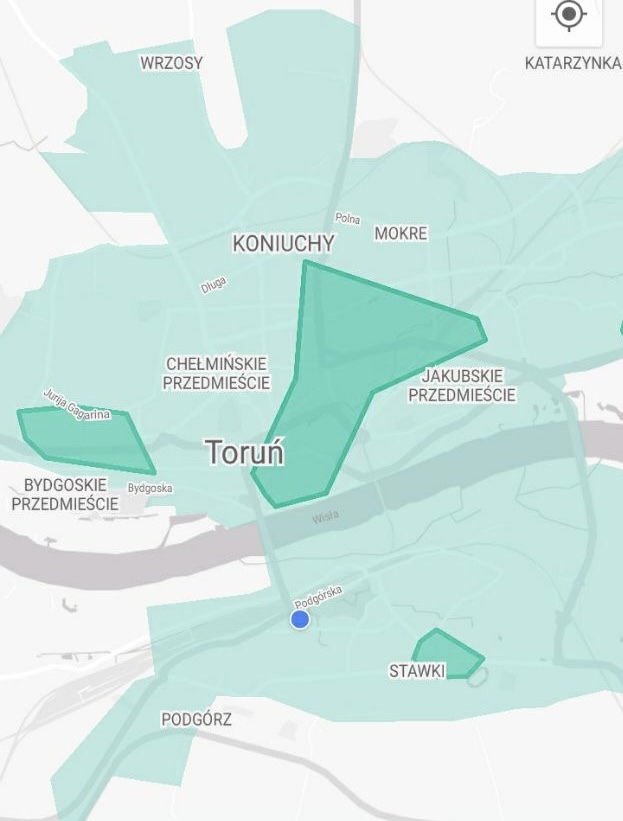 WRZOSY
KATARZYNKA
Polna
KONIUCHY
MOKRE
Długa
CHEŁMIŃSKIE
PRZEDMIEŚCIE
JAKUBSKIE
PRZEDMIEŚCIE
Jurija Gagarina
Toruń
BYDGOSKIE
PRZEDMIEŚCIE
Bydgoska
Wisła
Podgórska
STAWKI
PODGÓRZ